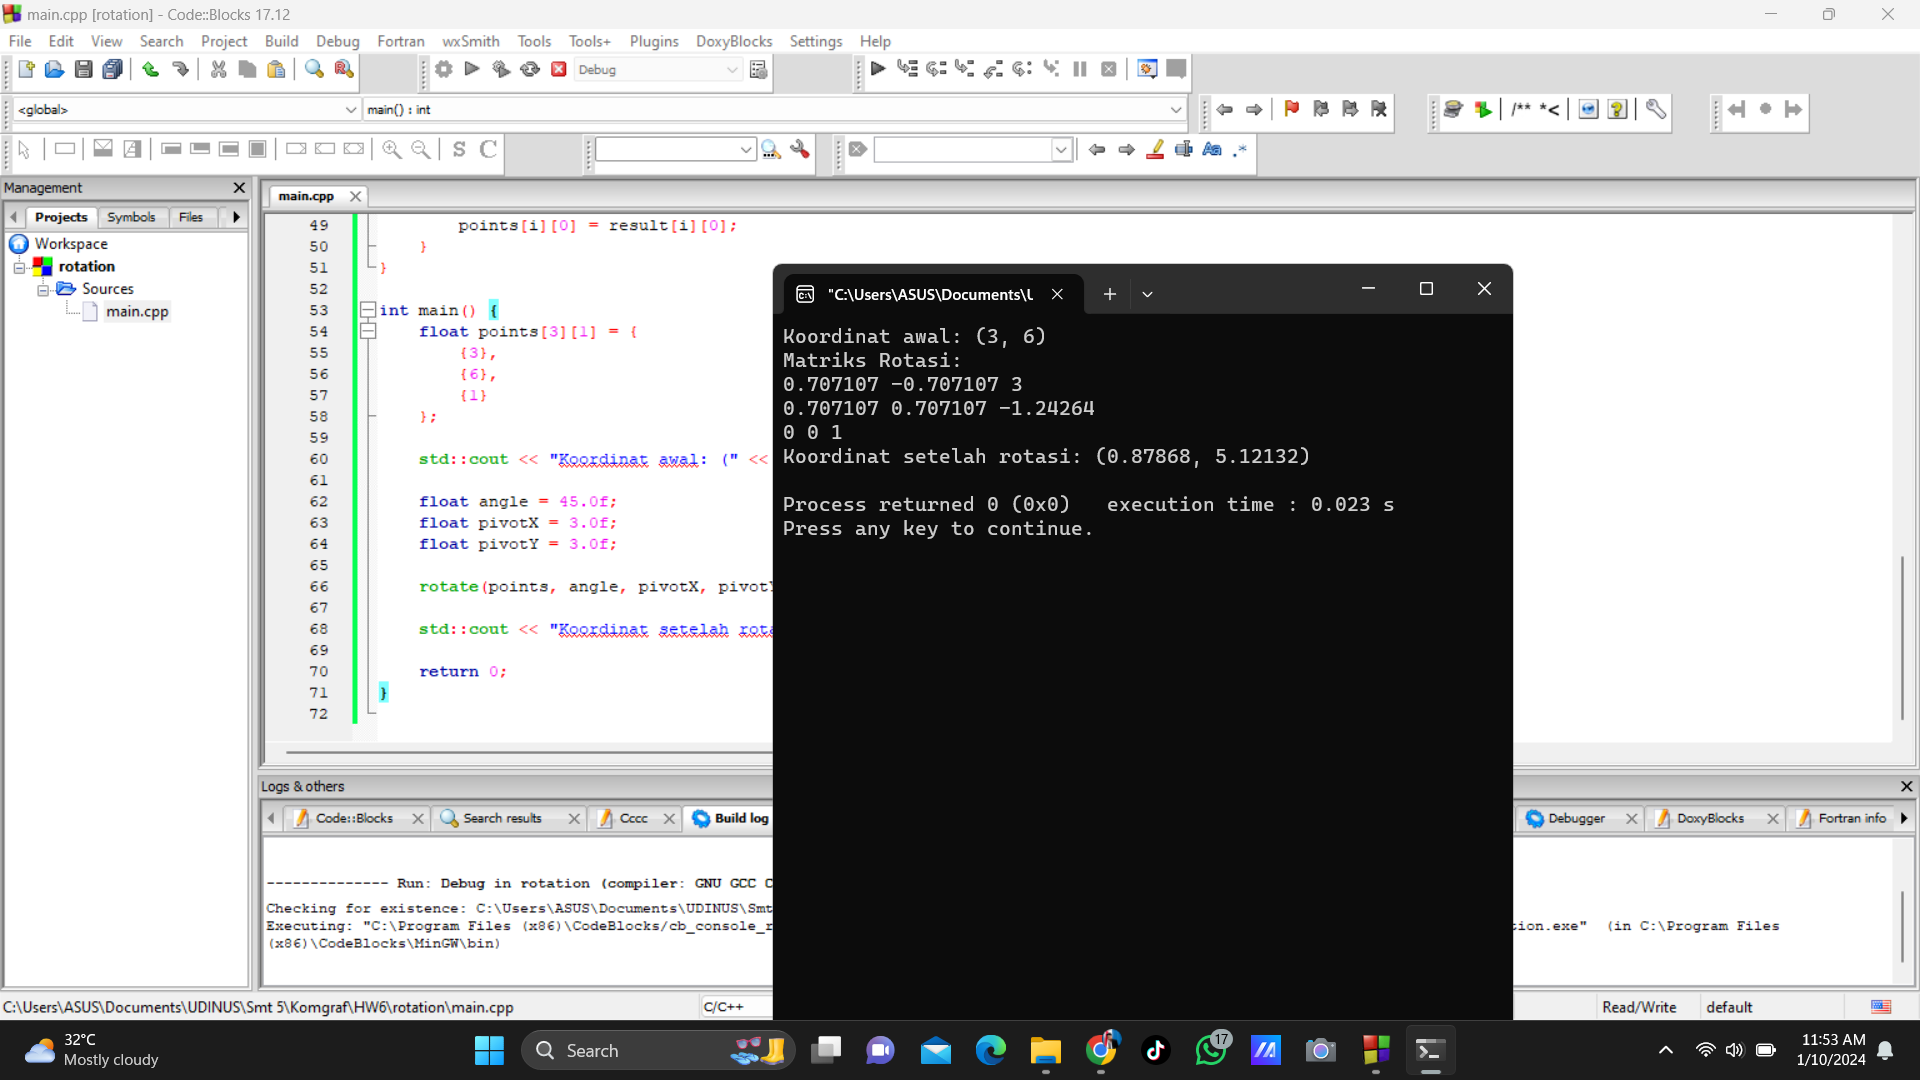 main.cpp [rotation] - Code::Blocks 17.12
File Edit View Search Project Build Debug Fortran wxSmith Tools Tools+ Plugins DoxyBlocks Settings Help
Debug
<global> main() : int
/** *<
S C
Aa .*
Management
Projects Symbols Files
Workspace
rotation
Sources
main.cpp
main.cpp
49 points[i][0] = result[i][0];
50 }
51 }
52
53 int main() {
54 float points[3][1] = {
55 {3},
56 {6},
57 {1}
58 };
59
60 std::cout << "Koordinat awal: (" <<
61
62 float angle = 45.0f;
63 float pivotX = 3.0f;
64 float pivotY = 3.0f;
65
66 rotate(points, angle, pivotX, pivotY
67
68 std::cout << "Koordinat setelah rota
69
70 return 0;
71 }
72
"C:\Users\ASUS\Documents\U
Koordinat awal: (3, 6)
Matriks Rotasi:
0.707107 -0.707107 3
0.707107 0.707107 -1.24264
0 0 1
Koordinat setelah rotasi: (0.87868, 5.12132)
Process returned 0 (0x0) execution time : 0.023 s
Press any key to continue.
Logs & others
Code::Blocks Search results Cccc Build log Debugger DoxyBlocks Fortran info
-------------- Run: Debug in rotation (compiler: GNU GCC C
Checking for existence: C:\Users\ASUS\Documents\UDINUS\Smt
Executing: "C:\Program Files (x86)\CodeBlocks/cb_console_r tion.exe" (in C:\Program Files
(x86)\CodeBlocks\MinGW\bin)
C:\Users\ASUS\Documents\UDINUS\Smt 5\Komgraf\HW6\rotation\main.cpp C/C++ Read/Write default
32°C
Mostly cloudy
Search
17
11:53 AM
1/10/2024